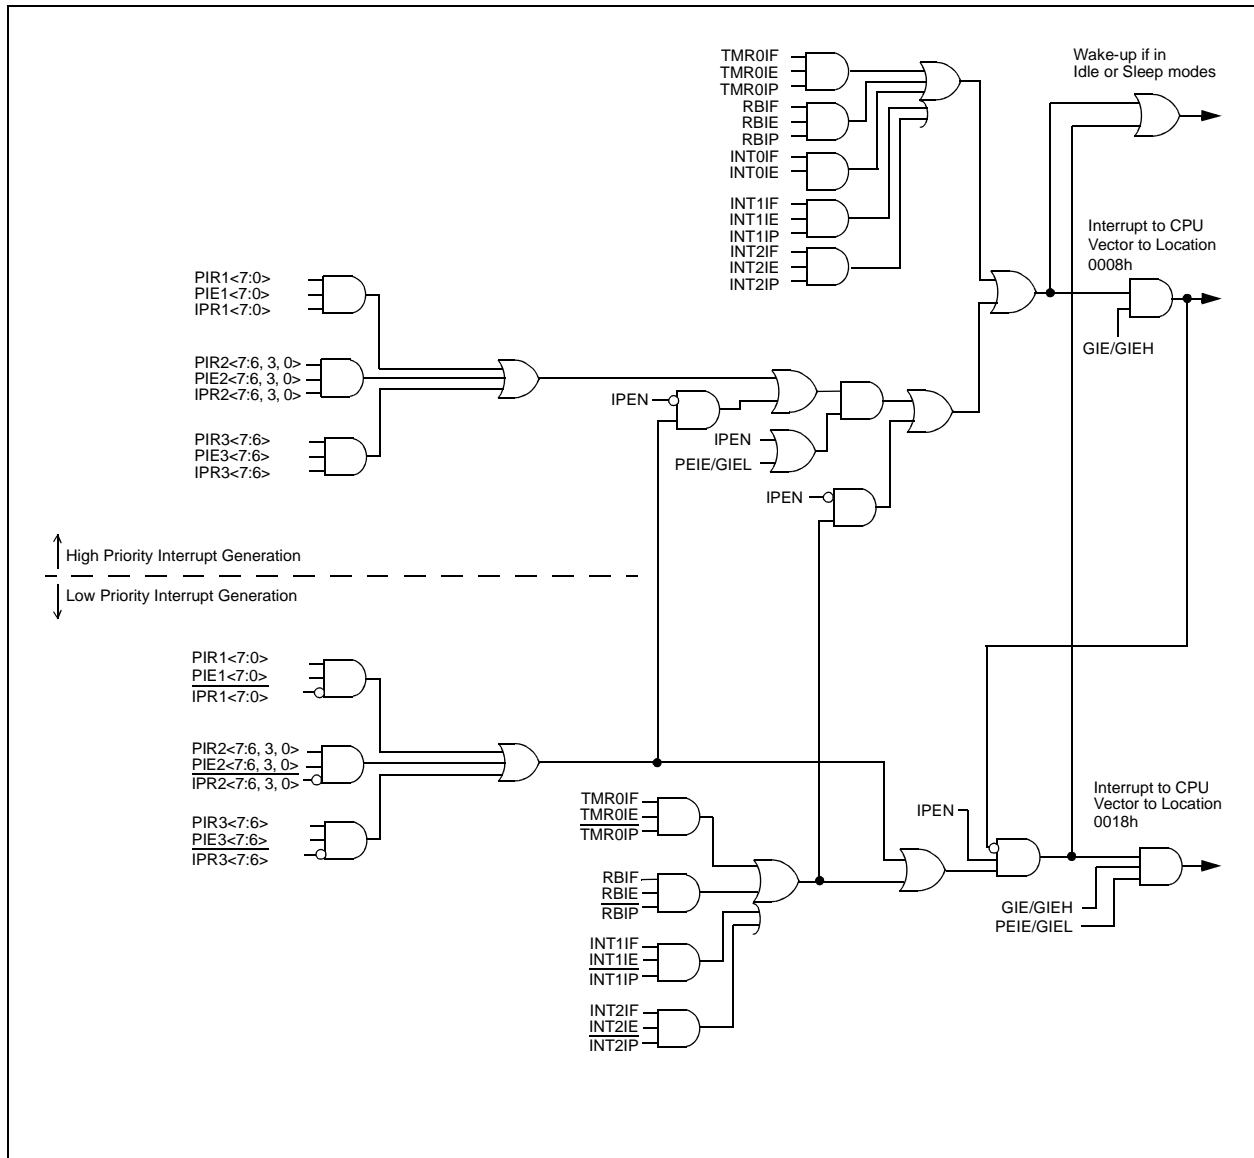 TMR0IF
TMR0IE
TMR0IP
RBIF
RBIE
RBIP
INT0IF
INT0IE
INT1IF
INT1IE
INT1IP
INT2IF
INT2IE
INT2IP
Wake-up if in
Idle or Sleep modes
Interrupt to CPU
Vector to Location
0008h
GIE/GIEH
PIR1<7:0>
PIE1<7:0>
IPR1<7:0>
PIR2<7:6, 3, 0>
PIE2<7:6, 3, 0>
IPR2<7:6, 3, 0>
PIR3<7:6>
PIE3<7:6>
IPR3<7:6>
IPEN
IPEN
PEIE/GIEL
IPEN
High Priority Interrupt Generation
Low Priority Interrupt Generation
PIR1<7:0>
PIE1<7:0>
IPR1<7:0>
PIR2<7:6, 3, 0>
PIE2<7:6, 3, 0>
IPR2<7:6, 3, 0>
PIR3<7:6>
PIE3<7:6>
IPR3<7:6>
TMR0IF
TMR0IE
TMR0IP
RBIF
RBIE
RBIP
INT1IF
INT1IE
INT1IP
INT2IF
INT2IE
INT2IP
IPEN
Interrupt to CPU
Vector to Location
0018h
GIE/GIEH
PEIE/GIEL